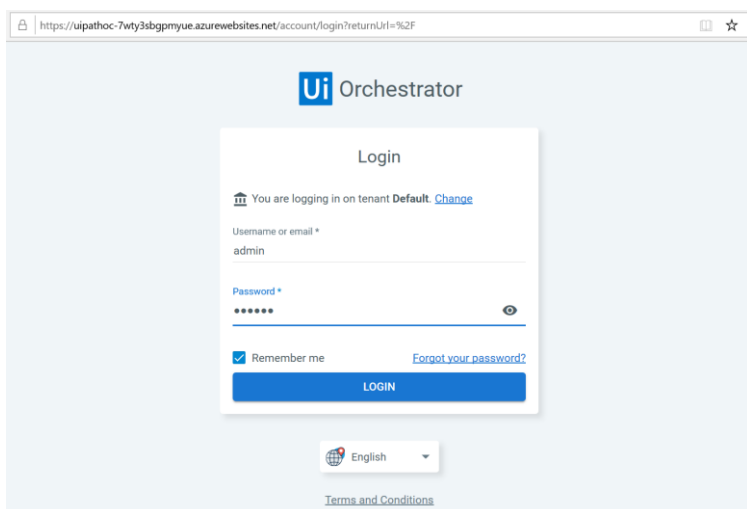 https://uipathoc-7wty3sbgpmyue.azurewebsites.net/account/login?returnUrl=%2F
Ui Orchestrator
Login
You are logging in on tenant Default. Change
Username or email *
admin
Password *
••••••
Remember me Forgot your password?
LOGIN
English
Terms and Conditions